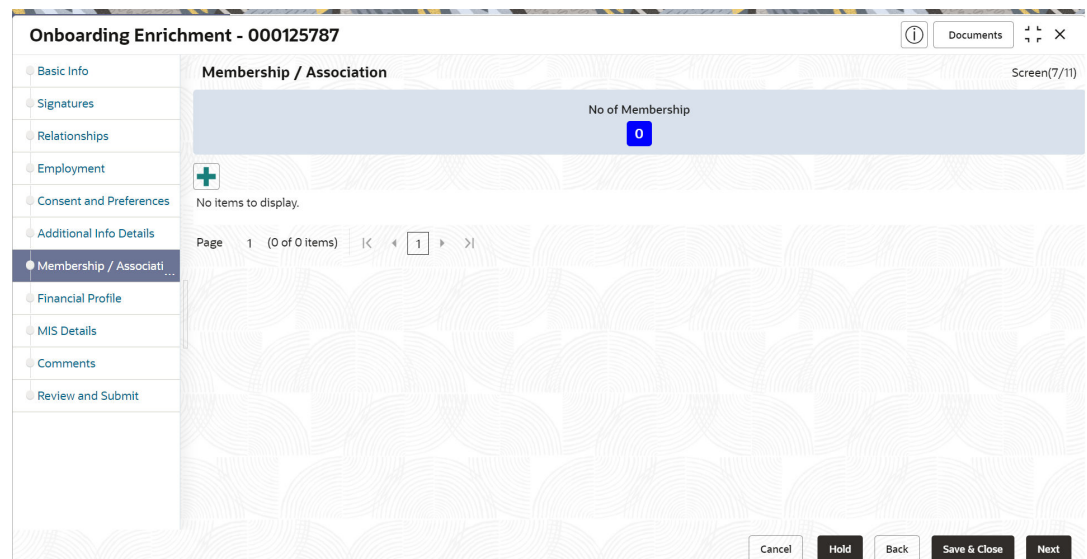 Onboarding Enrichment - 000125787
Documents
Basic Info
Signatures
Relationships
Employment
Consent and Preferences
Additional Info Details
Membership / Associati...
Financial Profile
MIS Details
Comments
Review and Submit
Membership / Association
Screen(7/11)
No of Membership
0
No items to display.
Page 1 (0 of 0 items) 1
Cancel Hold Back Save & Close Next